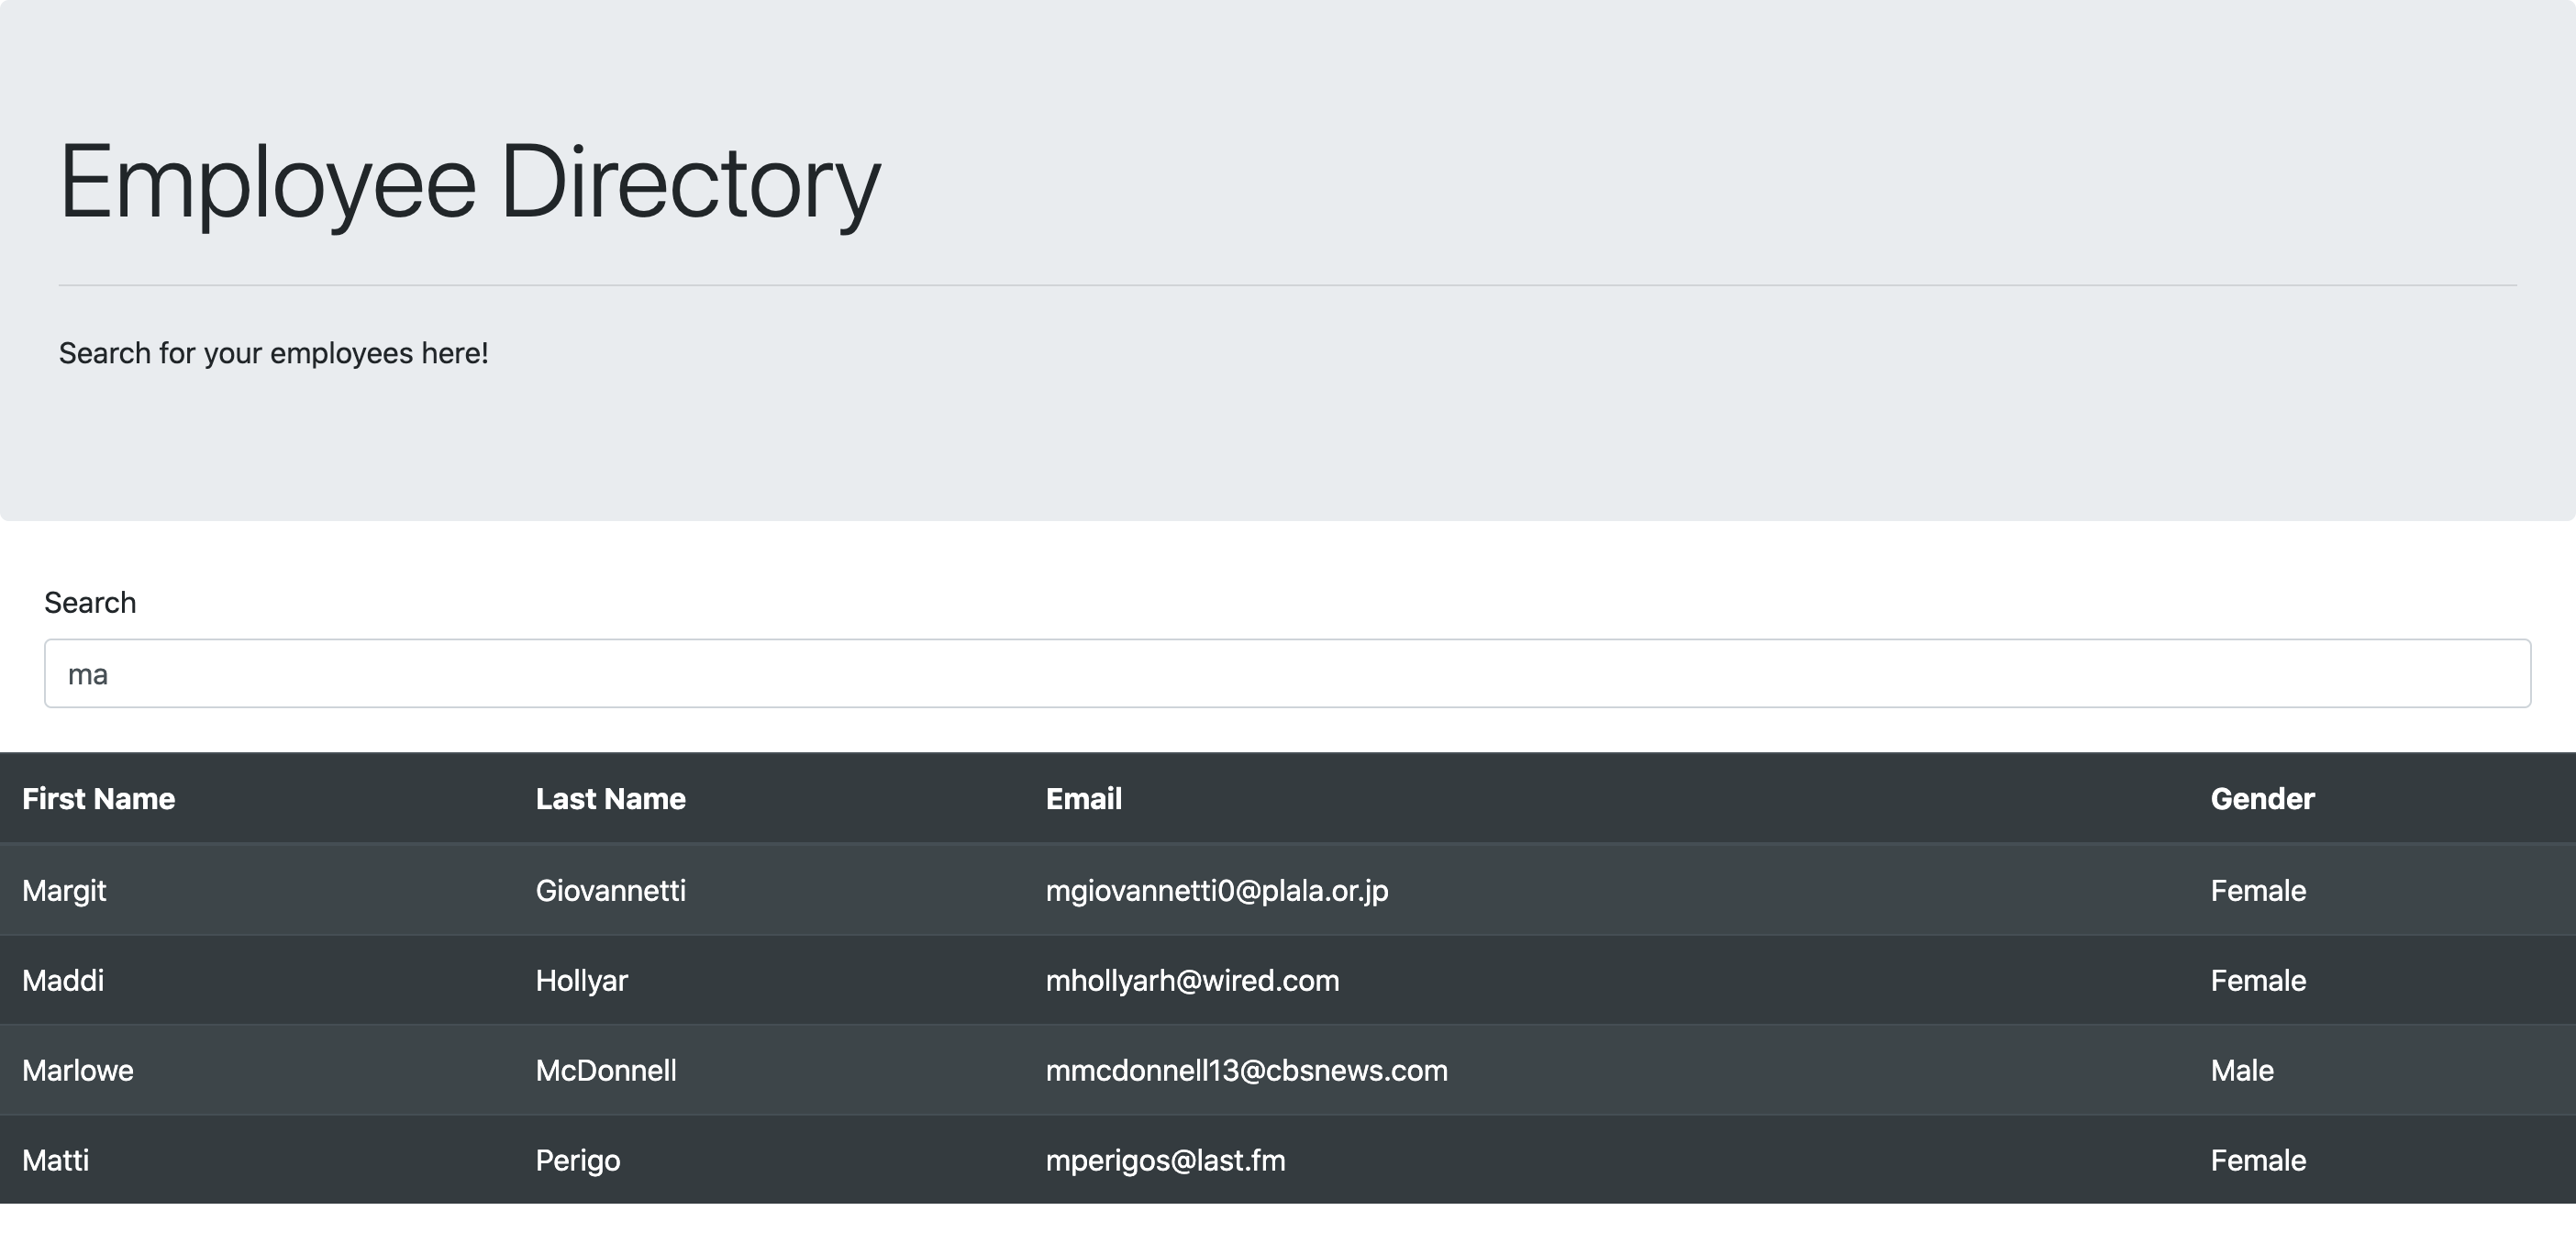 Employee Directory
Search for your employees here!
Search
ma
First Name Last Name Email Gender
Margit Giovannetti mgiovannetti0@plala.or.jp Female
Maddi Hollyar mhollyarh@wired.com Female
Marlowe McDonnell mmcdonnell13@cbsnews.com Male
Matti Perigo mperigos@last.fm Female